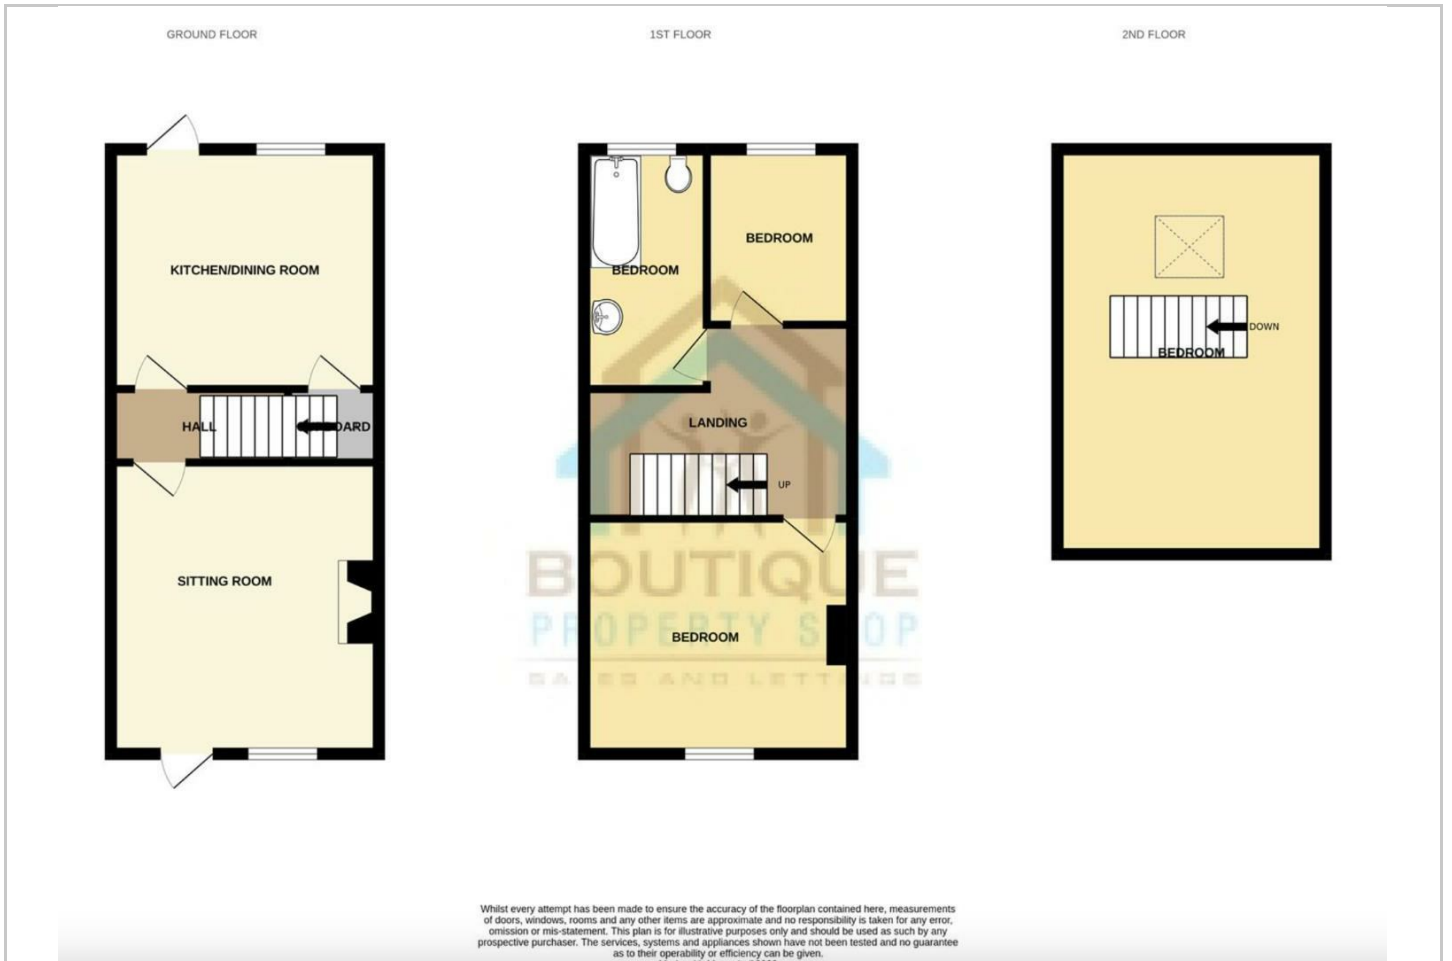 GROUND FLOOR
1ST FLOOR
2ND FLOOR
KITCHEN/DINING ROOM
HALL
SITTING ROOM
BEDROOM
BEDROOM
LANDING
UP
BEDROOM
DOWN
BEDROOM
BOUTIQUE
PROPERTY SHOP
SALES AND LETTINGS
Whilst every attempt has been made to ensure the accuracy of the floorplan contained here, measurements
of doors, windows, rooms and any other items are approximate and no responsibility is taken for any error,
omission or mis-statement. This plan is for illustrative purposes only and should be used as such by any
prospective purchaser. The services, systems and appliances shown have not been tested and no guarantee
as to their operability or efficiency can be given.